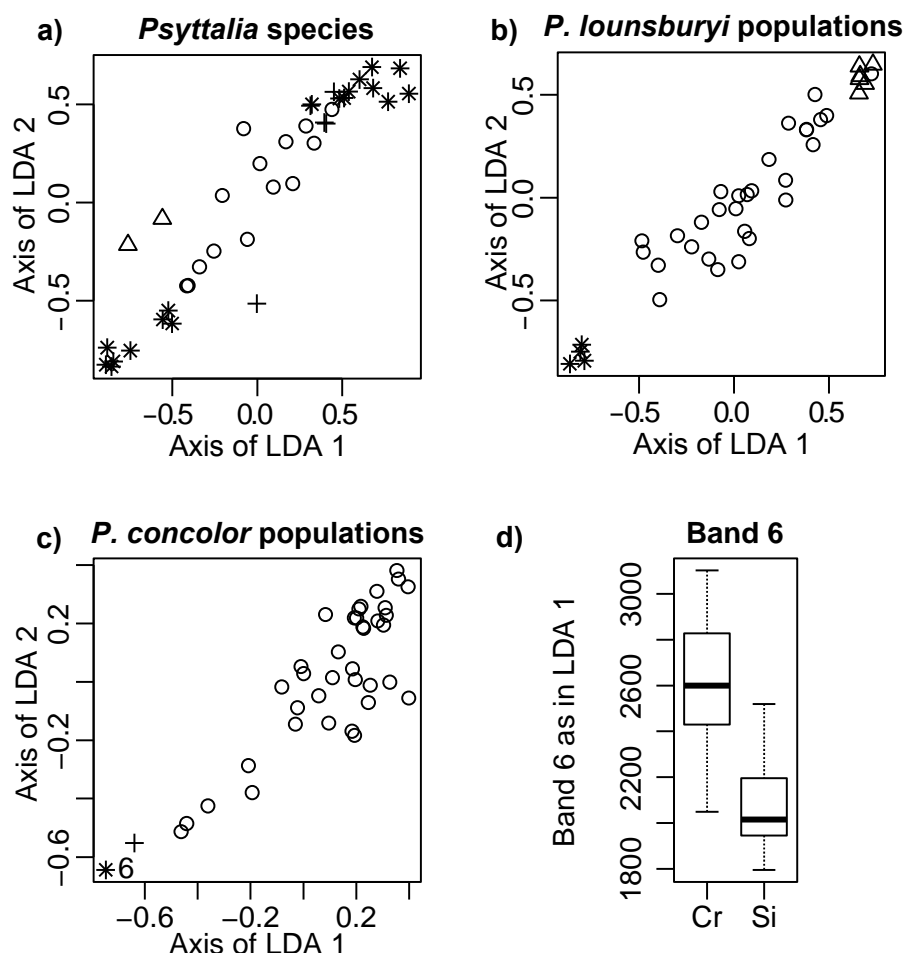 a) Psyttalia species
Axis of LDA 2
0.5
0.0
−0.5
−0.5 0.0 0.5
Axis of LDA 1
b) P. lounsburyi populations
Axis of LDA 2
0.5
0.0
−0.5
−0.5 0.0 0.5
Axis of LDA 1
c) P. concolor populations
Axis of LDA 2
0.2
−0.2
−0.6
6
−0.6 −0.2 0.2
Axis of LDA 1
d) Band 6
Band 6 as in LDA 1
3000
2600
2200
1800
Cr Si